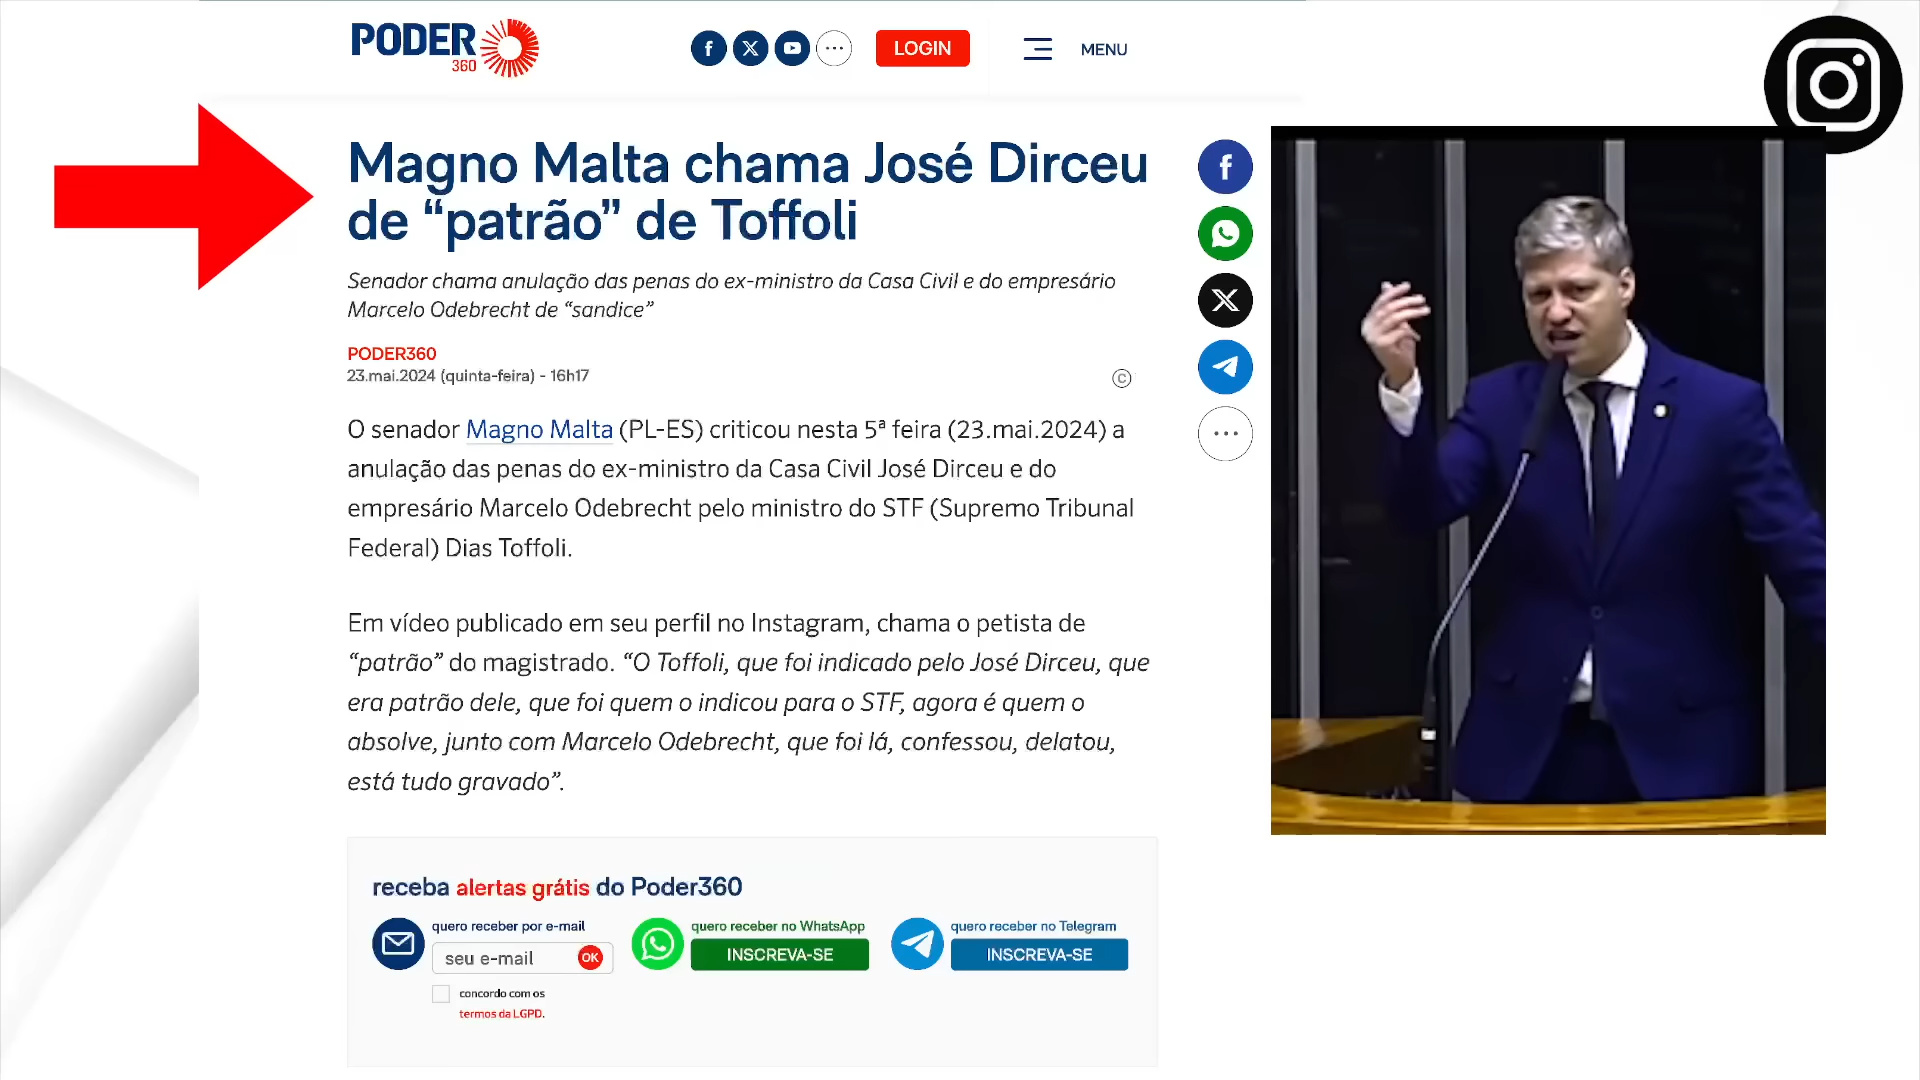 PODER
360
LOGIN
MENU
Magno Malta chama José Dirceu
de “patrão” de Toffoli
Senador chama anulação das penas do ex-ministro da Casa Civil e do empresário
Marcelo Odebrecht de “sandice”
PODER360
23.mai.2024 (quinta-feira) - 16h17
O senador Magno Malta (PL-ES) criticou nesta 5ª feira (23.mai.2024) a
anulação das penas do ex-ministro da Casa Civil José Dirceu e do
empresário Marcelo Odebrecht pelo ministro do STF (Supremo Tribunal
Federal) Dias Toffoli.
Em vídeo publicado em seu perfil no Instagram, chama o petista de
“patrão” do magistrado. “O Toffoli, que foi indicado pelo José Dirceu, que
era patrão dele, que foi quem o indicou para o STF, agora é quem o
absolve, junto com Marcelo Odebrecht, que foi lá, confessou, delatou,
está tudo gravado”.
receba alertas grátis do Poder360
quero receber por e-mail
seu e-mail OK
concordo com os
termos da LGPD.
quero receber no WhatsApp
INSCREVA-SE
quero receber no Telegram
INSCREVA-SE